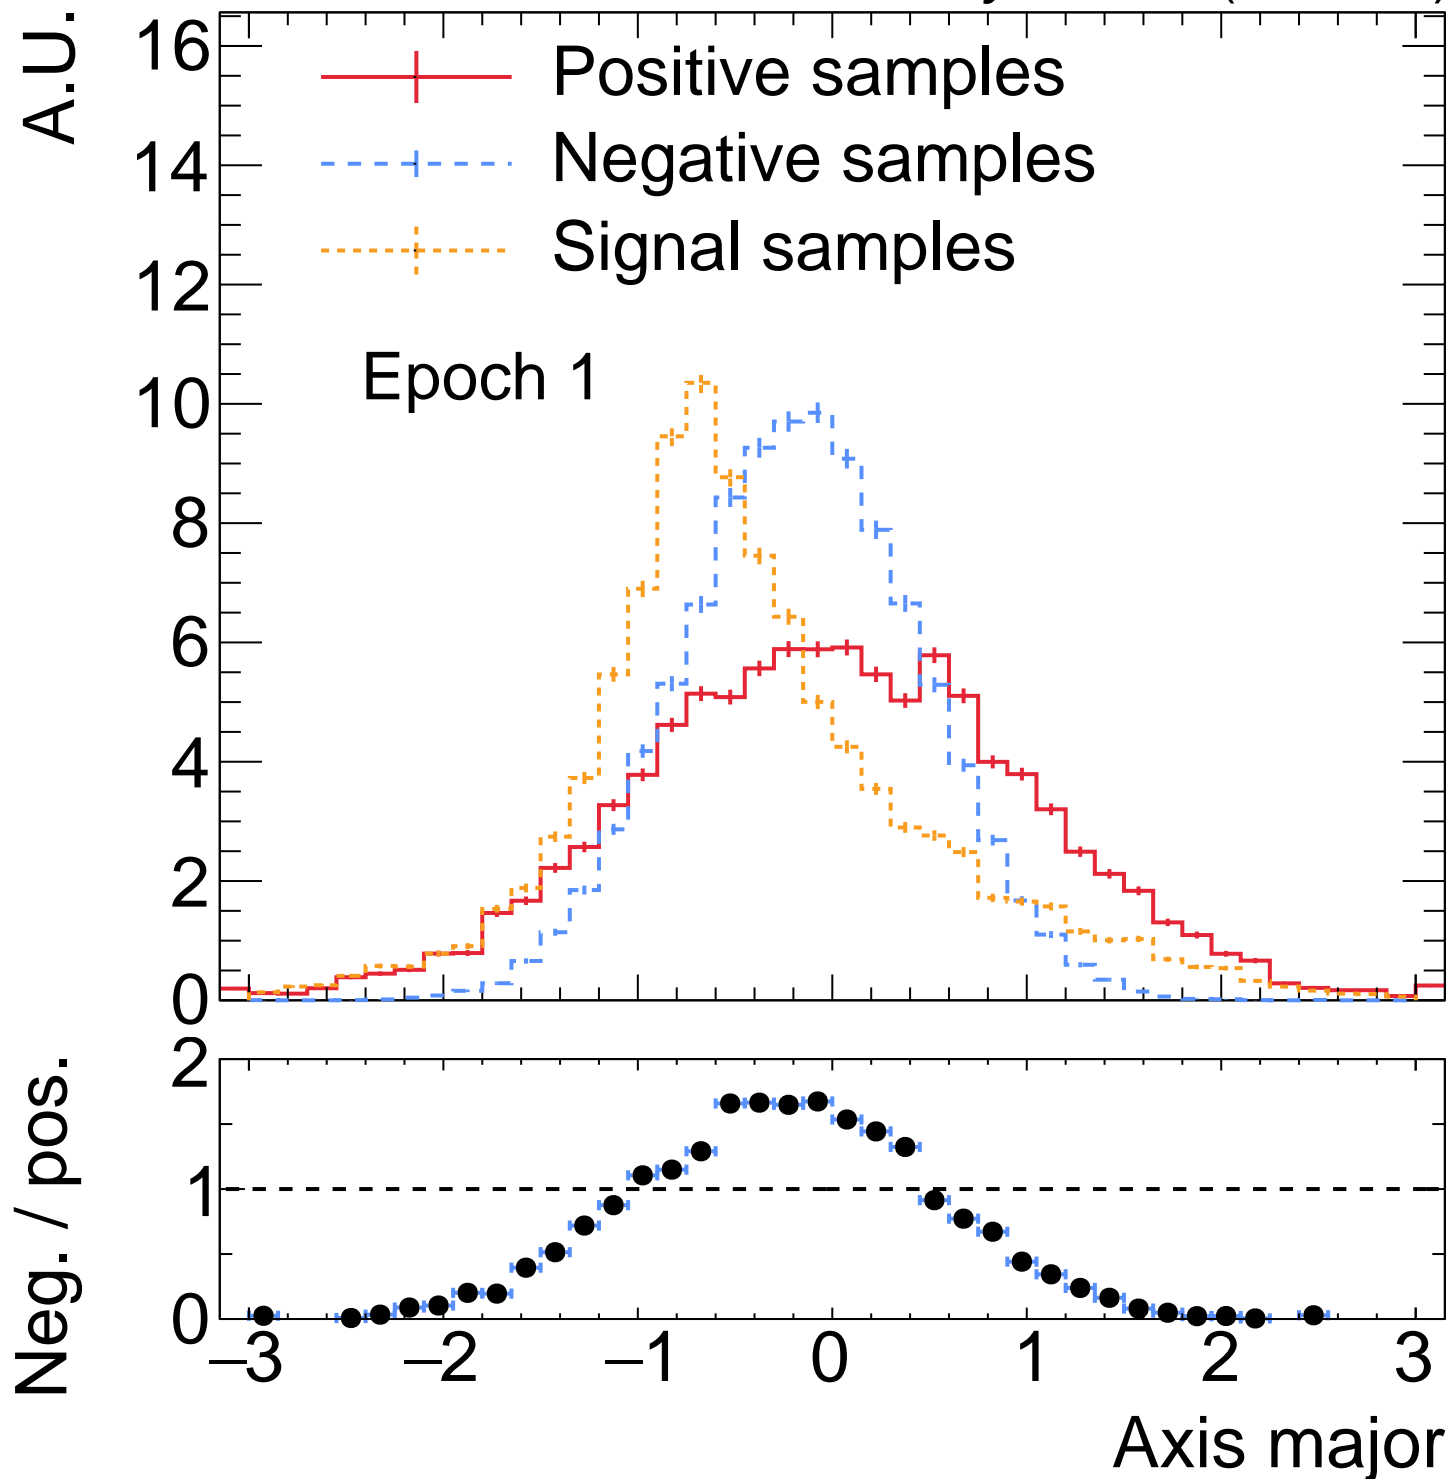 A.U.
16
14
12
10
8
6
4
2
0
Positive samples
Negative samples
Signal samples
Epoch 1
Neg. / pos.
2
1
0
–3 –2 –1 0 1 2 3
Axis major